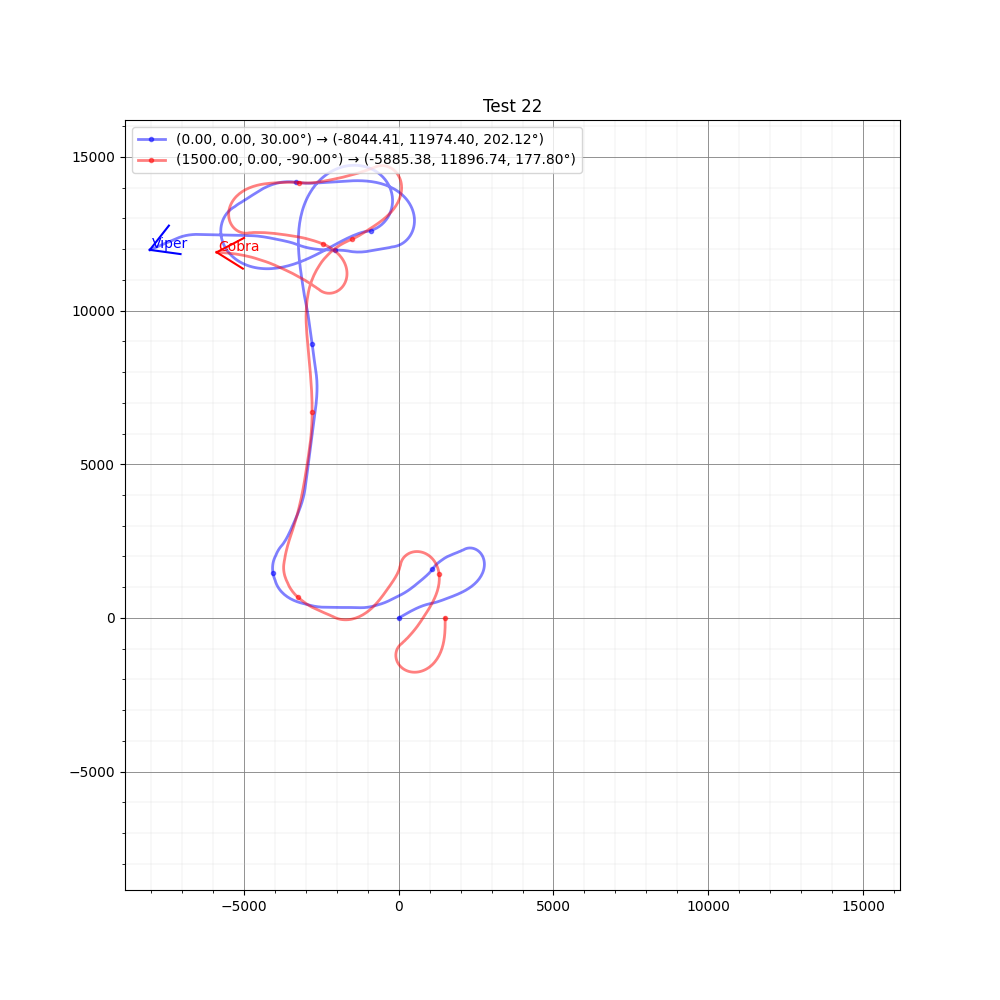 Test 22
(0.00, 0.00, 30.00°) → (-8044.41, 11974.40, 202.12°)
(1500.00, 0.00, -90.00°) → (-5885.38, 11896.74, 177.80°)
15000
Viper
Cobra
10000
5000
0
−5000
−5000
0
5000
10000
15000